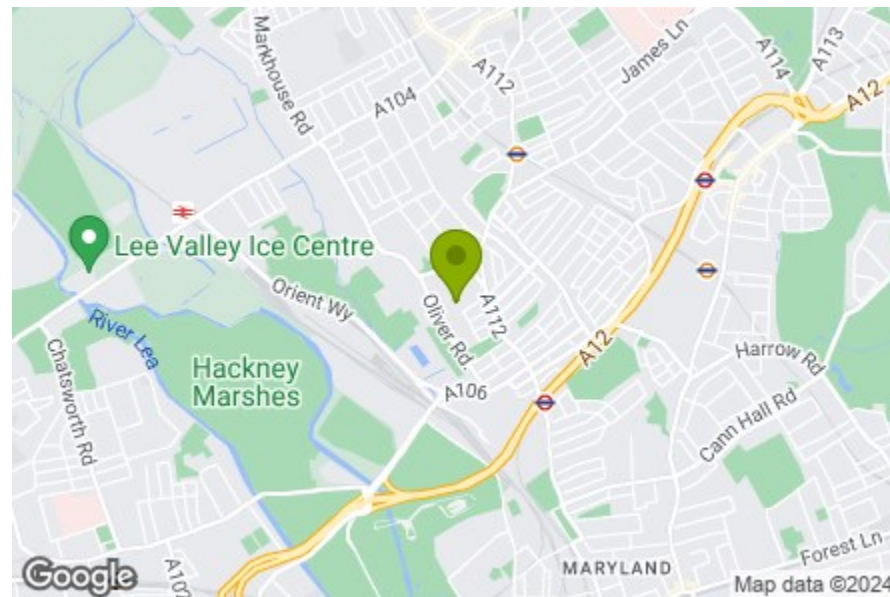 Markhouse Rd
A104
A112
James Ln
A114
A113
A12
Lee Valley Ice Centre
Orient Wy
River Lea
Hackney
Marshes
Chatsworth Rd
Oliver Rd.
A112
A12
A106
Harrow Rd
Cann Hall Rd
MARYLAND
Forest Ln
A102
Google
Map data ©2024